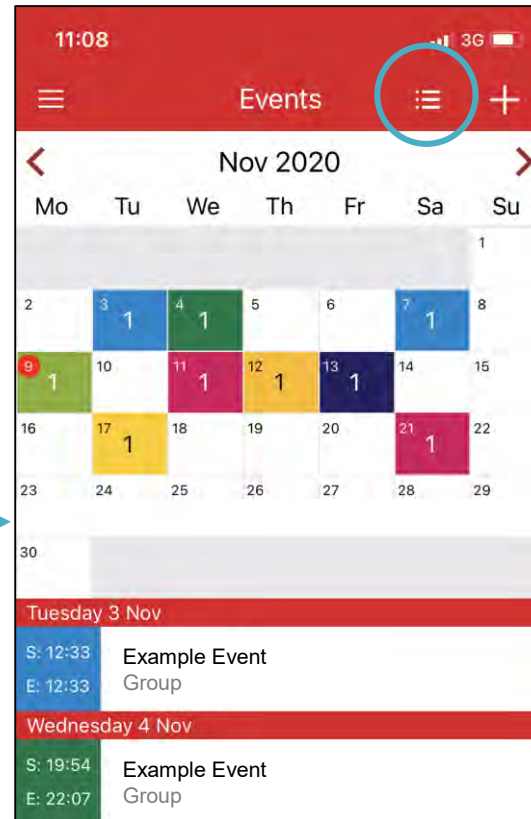 11:08 3G
Events
Nov 2020
Mo Tu We Th Fr Sa Su
1
2 3 1 4 1 5 6 7 1 8
9 1 10 11 1 12 1 13 1 14 15
16 17 1 18 19 20 21 1 22
23 24 25 26 27 28 29
30
Tuesday 3 Nov
S: 12:33 Example Event
E: 12:33 Group
Wednesday 4 Nov
S: 19:54 Example Event
E: 22:07 Group